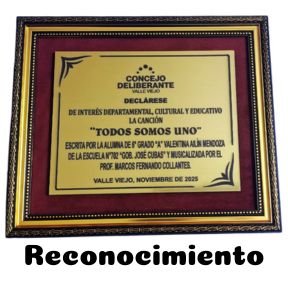 CONCEJO
DELIBERANTE
VALLE VIEJO
DECLÁRESE
DE INTERÉS DEPARTAMENTAL, CULTURAL Y EDUCATIVO
LA CANCIÓN
"TODOS SOMOS UNO"
ESCRITA POR LA ALUMNA DE 6° GRADO "A" VALENTINA AILÍN MENDOZA
DE LA ESCUELA N°702 "GOB. JOSÉ CUBAS" Y MUSICALIZADA POR EL
PROF. MARCOS FERNANDO COLLANTES.
VALLE VIEJO, NOVIEMBRE DE 2025
Reconocimiento